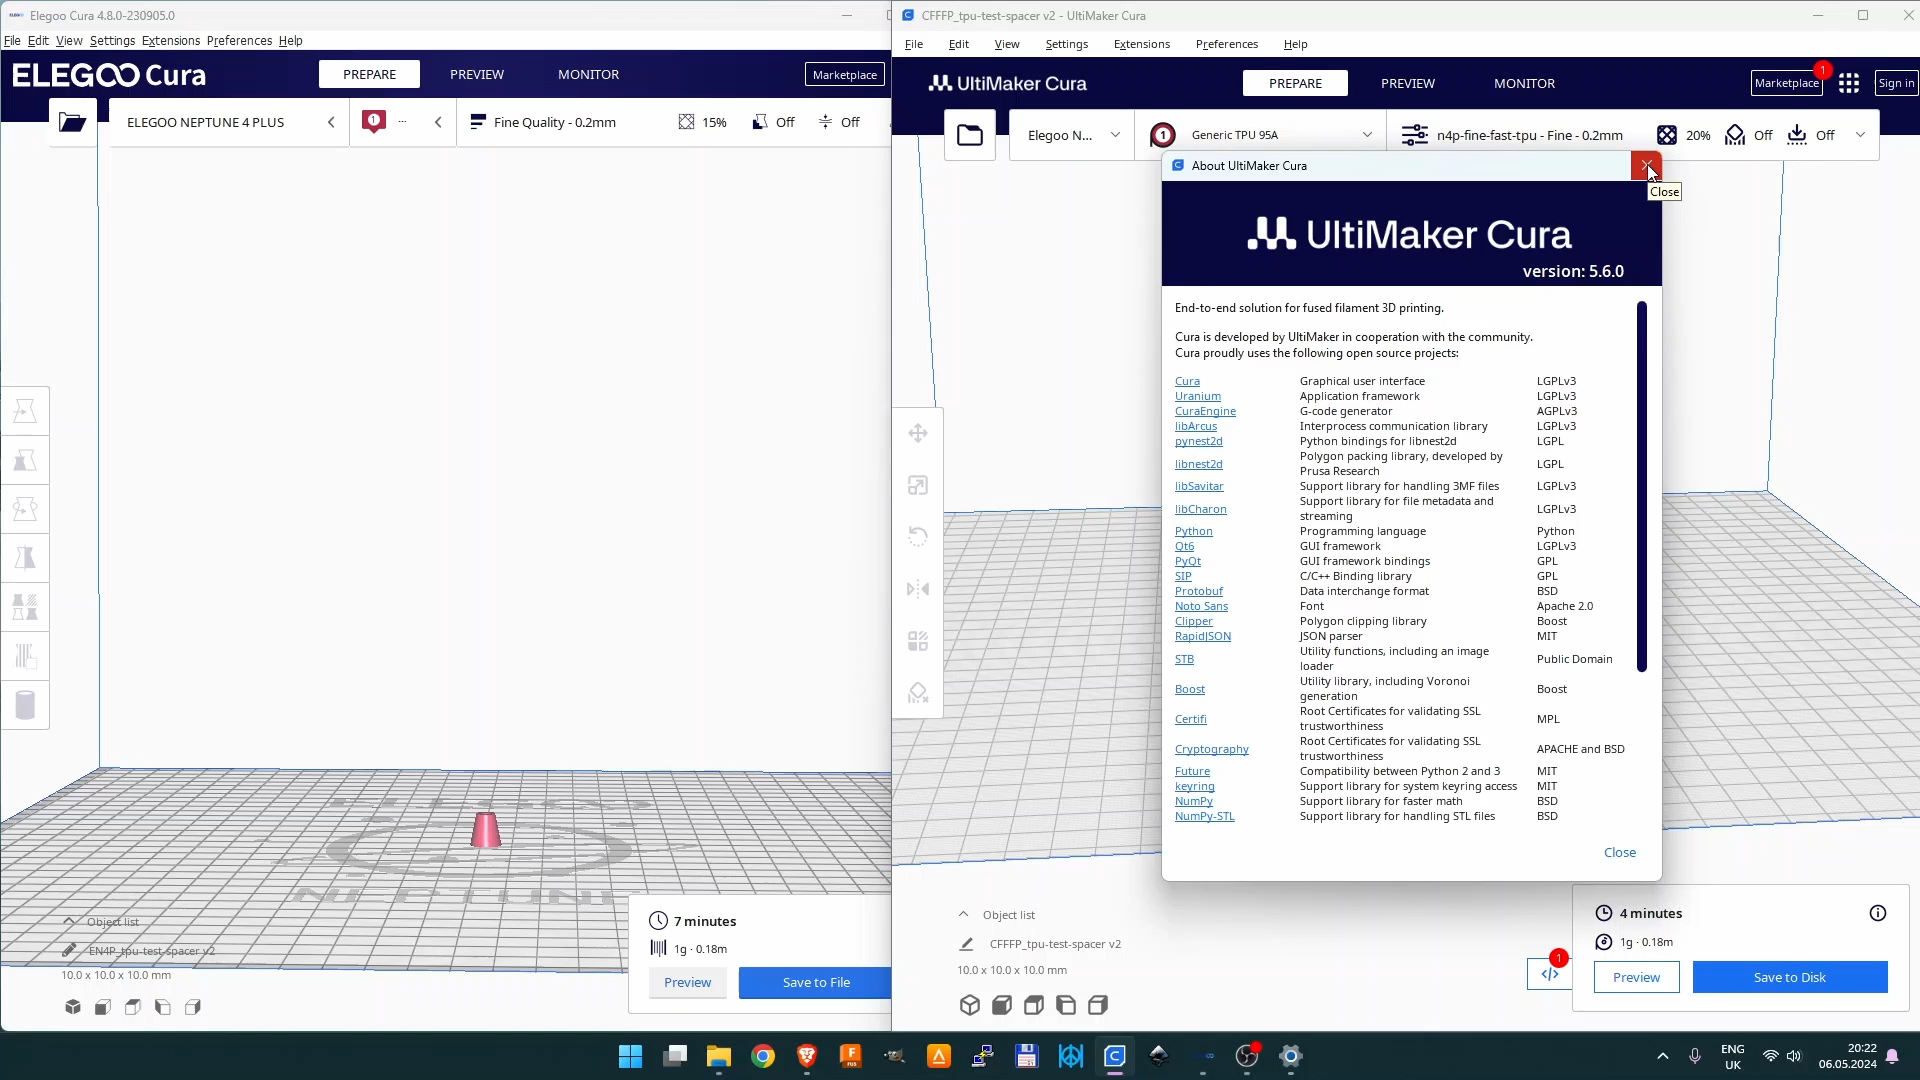 Elegoo Cura 4.8.0-230905.0
File Edit View Settings Extensions Preferences Help
ELEGOO Cura
PREPARE
PREVIEW
MONITOR
Marketplace
ELEGOO NEPTUNE 4 PLUS
1
...
Fine Quality - 0.2mm
15%
Off
Off
ELEGOO
NEPTUNE
Object list
EN4P_tpu-test-spacer v2
10.0 x 10.0 x 10.0 mm
7 minutes
1g · 0.18m
Preview
Save to File
CFFFP_tpu-test-spacer v2 - UltiMaker Cura
File Edit View Settings Extensions Preferences Help
UltiMaker Cura
PREPARE
PREVIEW
MONITOR
Marketplace
1
Sign in
Elegoo N...
1
Generic TPU 95A
n4p-fine-fast-tpu - Fine - 0.2mm
20%
Off
Off
About UltiMaker Cura
Close
UltiMaker Cura
version: 5.6.0
End-to-end solution for fused filament 3D printing.
Cura is developed by UltiMaker in cooperation with the community.
Cura proudly uses the following open source projects:
Cura Graphical user interface LGPLv3
Uranium Application framework LGPLv3
CuraEngine G-code generator AGPLv3
libArcus Interprocess communication library LGPLv3
pynest2d Python bindings for libnest2d LGPL
libnest2d Polygon packing library, developed by Prusa Research LGPL
libSavitar Support library for handling 3MF files LGPLv3
libCharon Support library for file metadata and streaming LGPLv3
Python Programming language Python
Qt6 GUI framework LGPLv3
PyQt GUI framework bindings GPL
SIP C/C++ Binding library GPL
Protobuf Data interchange format BSD
Noto Sans Font Apache 2.0
Clipper Polygon clipping library Boost
RapidJSON JSON parser MIT
STB Utility functions, including an image loader Public Domain
Boost Utility library, including Voronoi generation Boost
Certifi Root Certificates for validating SSL trustworthiness MPL
Cryptography Root Certificates for validating SSL trustworthiness APACHE and BSD
Future Compatibility between Python 2 and 3 MIT
keyring Support library for system keyring access MIT
NumPy Support library for faster math BSD
NumPy-STL Support library for handling STL files BSD
Close
Object list
CFFFP_tpu-test-spacer v2
10.0 x 10.0 x 10.0 mm
1
4 minutes
1g · 0.18m
Preview
Save to Disk
ENG
UK
20:22
06.05.2024